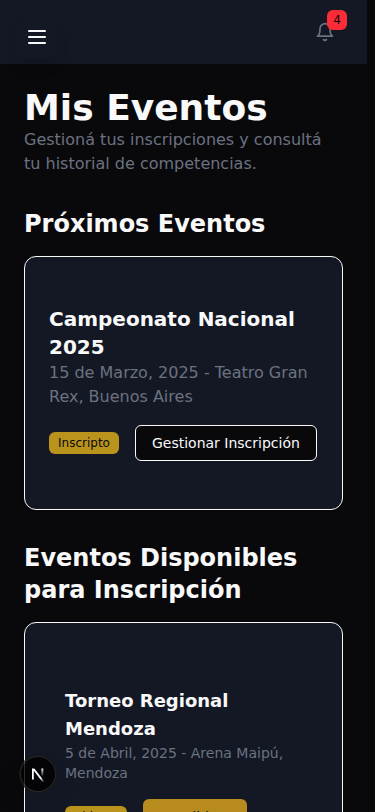 4
Mis Eventos
Gestioná tus inscripciones y consultá
tu historial de competencias.
Próximos Eventos
Campeonato Nacional
2025
15 de Marzo, 2025 - Teatro Gran
Rex, Buenos Aires
Inscripto
Gestionar Inscripción
Eventos Disponibles
para Inscripción
Torneo Regional
Mendoza
5 de Abril, 2025 - Arena Maipú,
Mendoza
N